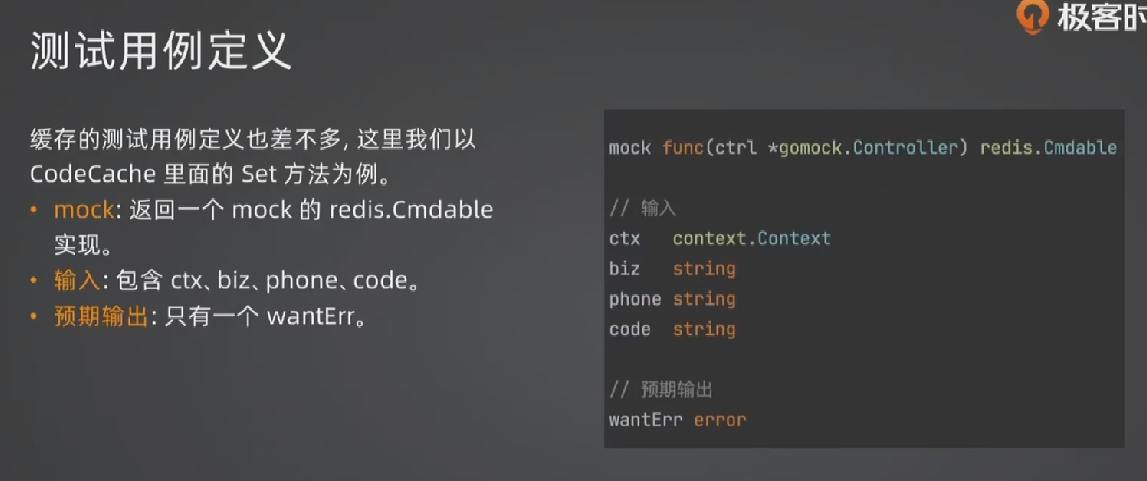 极客时
测试用例定义
缓存的测试用例定义也差不多, 这里我们以
CodeCache 里面的 Set 方法为例。
• mock: 返回一个 mock 的 redis.Cmdable
实现。
• 输入: 包含 ctx、biz、phone、code。
• 预期输出: 只有一个 wantErr。
mock func(ctrl *gomock.Controller) redis.Cmdable
// 输入
ctx context.Context
biz string
phone string
code string
// 预期输出
wantErr error